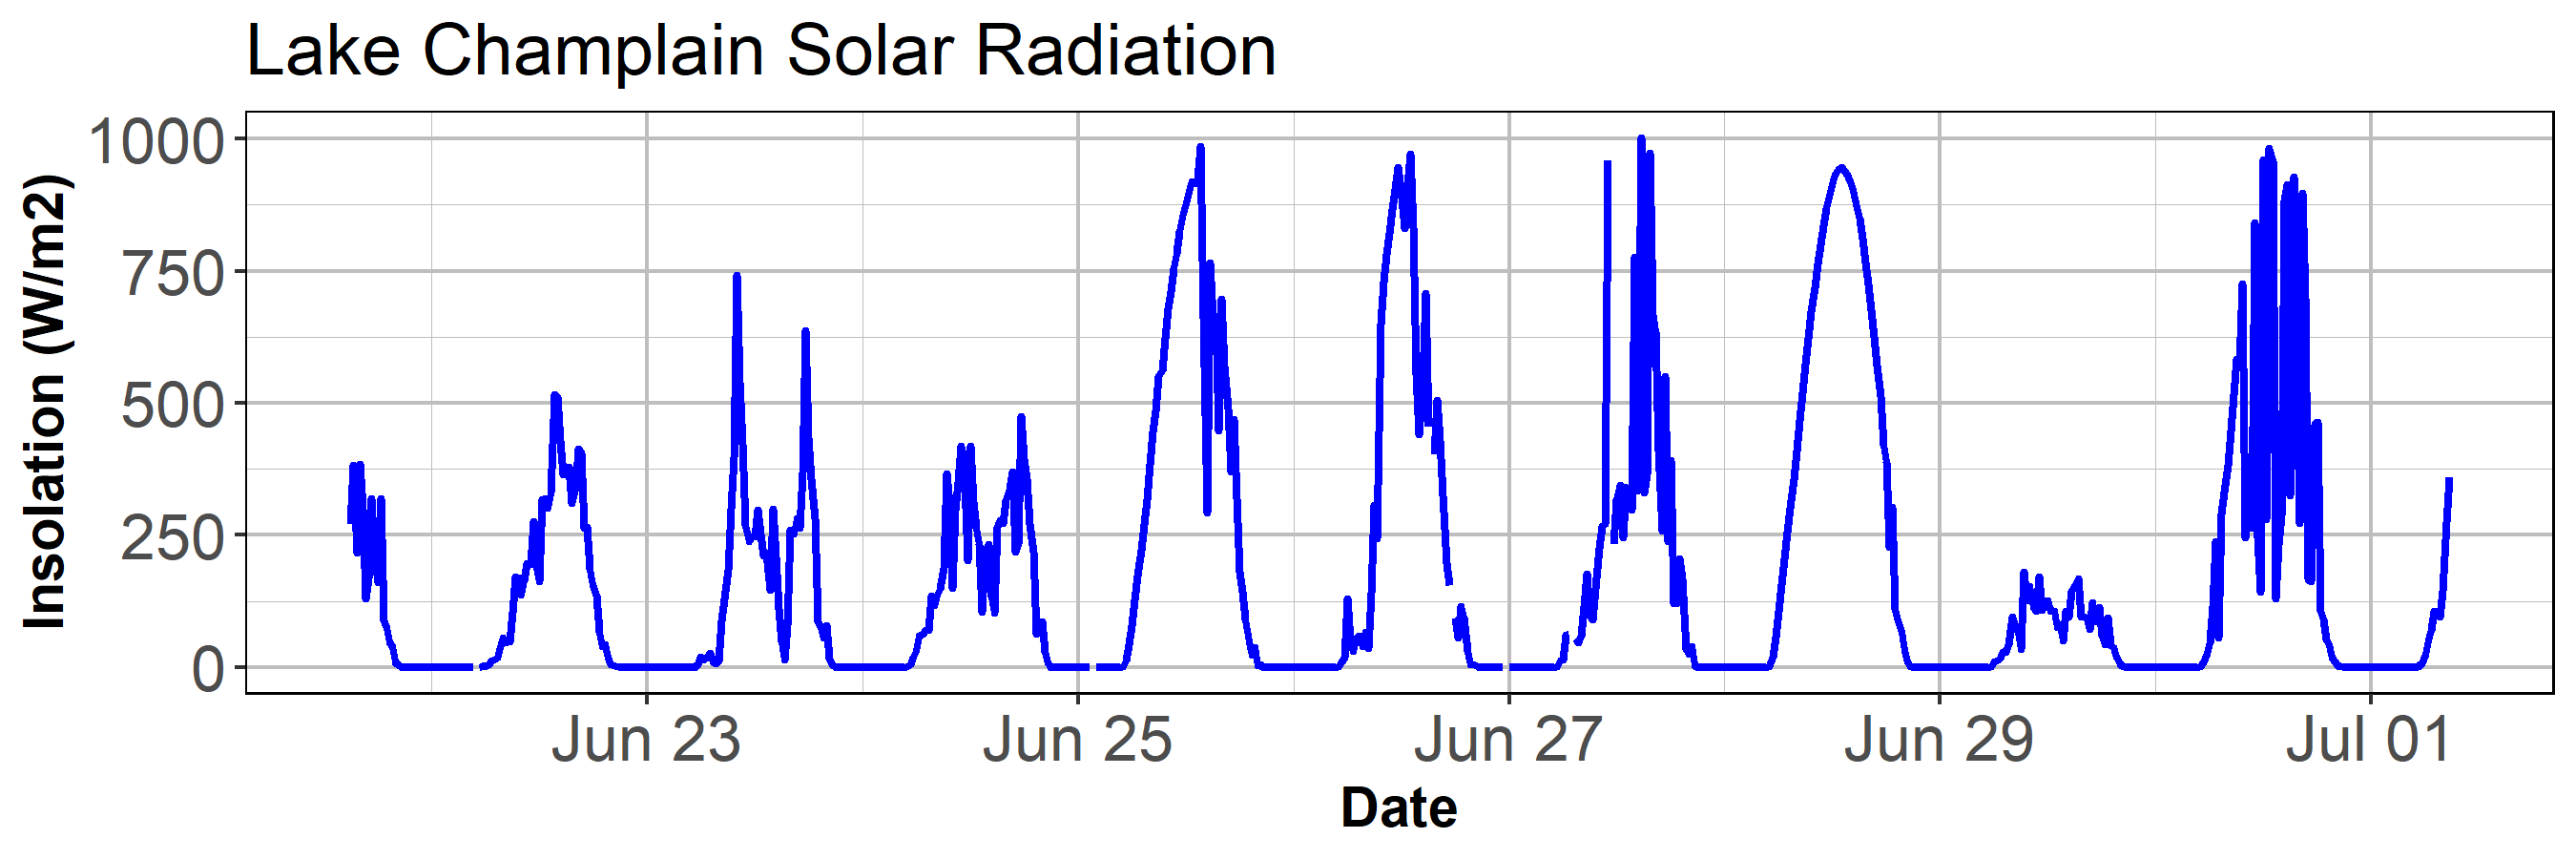 Lake Champlain Solar Radiation
Insolation (W/m2)
1000
750
500
250
0
Jun 23 Jun 25 Jun 27 Jun 29 Jul 01
Date